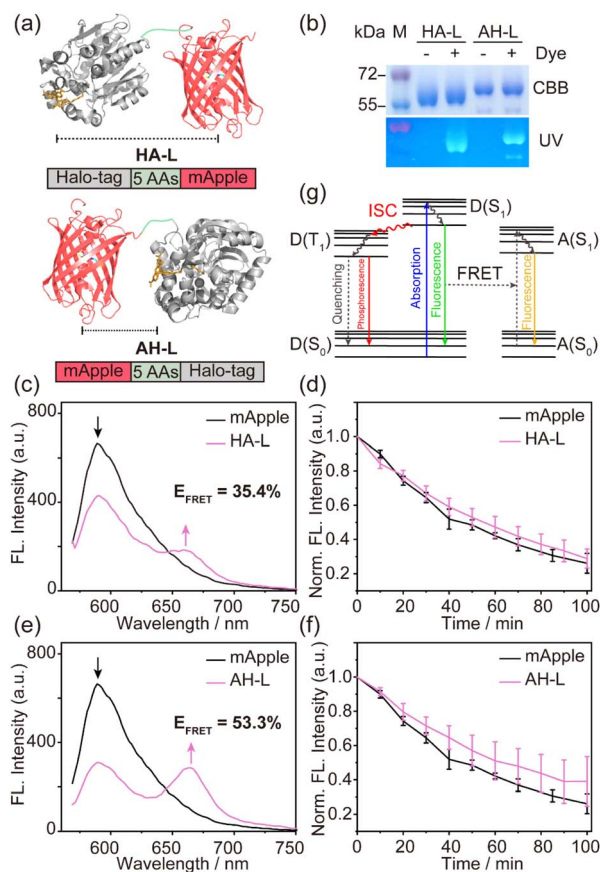 (a)
HA-L
Halo-tag 5 AAs mApple
AH-L
mApple 5 AAs Halo-tag
(b)
kDa M HA-L AH-L
- + - + Dye
72
55
CBB
UV
(g)
ISC
D(S1)
D(T1)
A(S1)
Quenching
Phosphorescence
Absorption
Fluorescence
FRET
Fluorescence
D(S0)
A(S0)
(c)
FL. Intensity (a.u.)
800
400
0
mApple
HA-L
EFRET = 35.4%
600 650 700 750
Wavelength / nm
(d)
Norm. FL. Intensity (a.u.)
1.0
0.8
0.6
0.4
0.2
mApple
HA-L
0 20 40 60 80 100
Time / min
(e)
FL. Intensity (a.u.)
800
400
0
mApple
AH-L
EFRET = 53.3%
600 650 700 750
Wavelength / nm
(f)
Norm. FL. Intensity (a.u.)
1.0
0.8
0.6
0.4
0.2
mApple
AH-L
0 20 40 60 80 100
Time / min